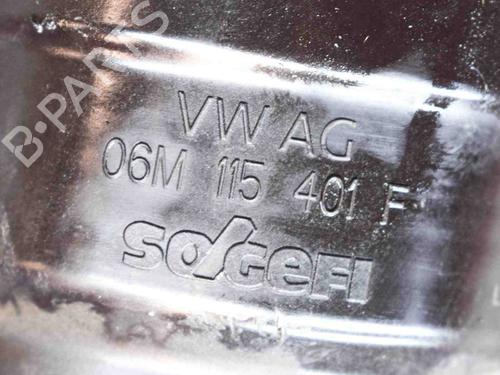 B-PARTS
VW AG
06M 115 401 F
SOGEFI